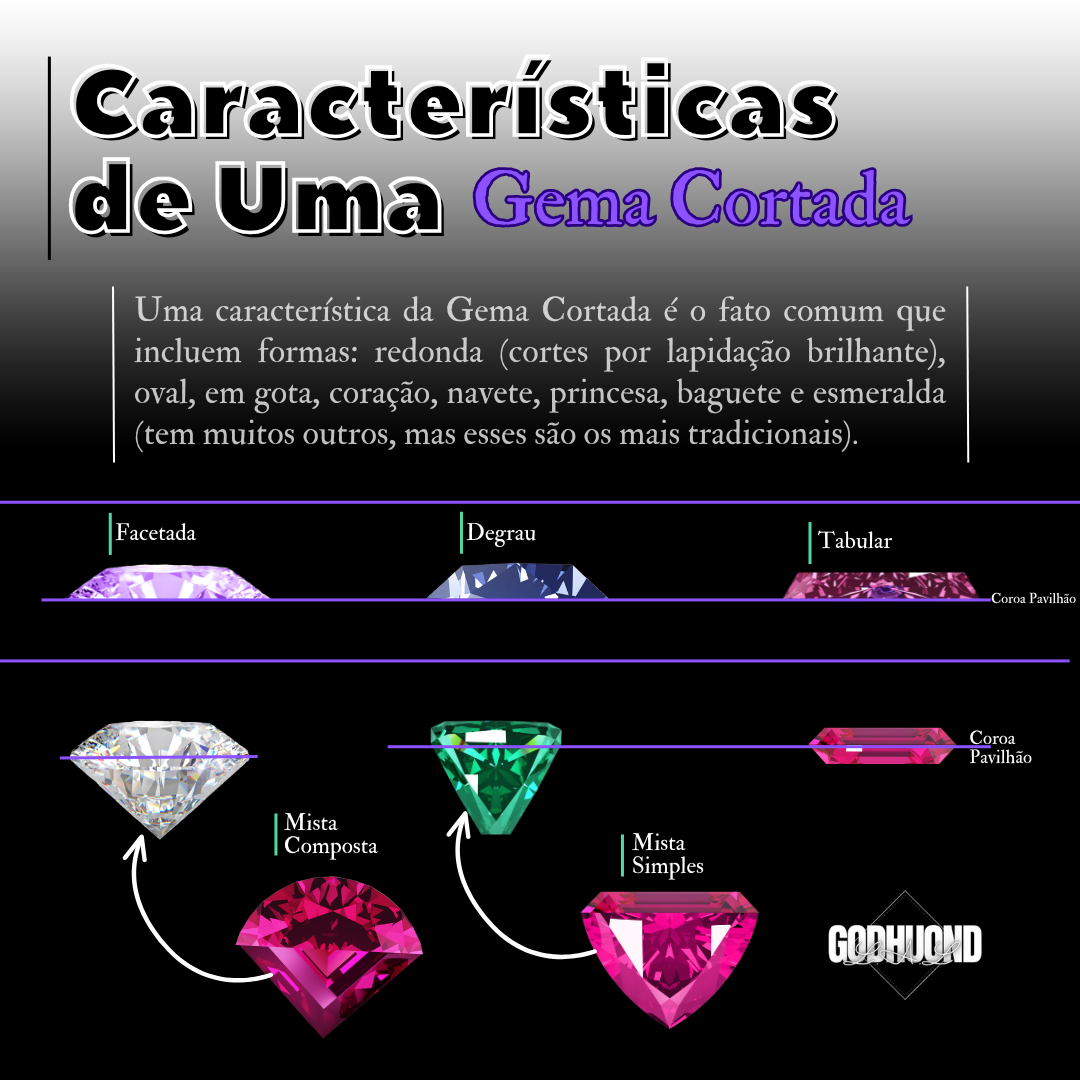 Características
de Uma Gema Cortada
Uma característica da Gema Cortada é o fato comum que
incluem formas: redonda (cortes por lapidação brilhante),
oval, em gota, coração, navete, princesa, baguete e esmeralda
(tem muitos outros, mas esses são os mais tradicionais).
Facetada
Degrau
Tabular
Coroa Pavilhão
Coroa
Pavilhão
Mista
Composta
Mista
Simples
GODHUOND